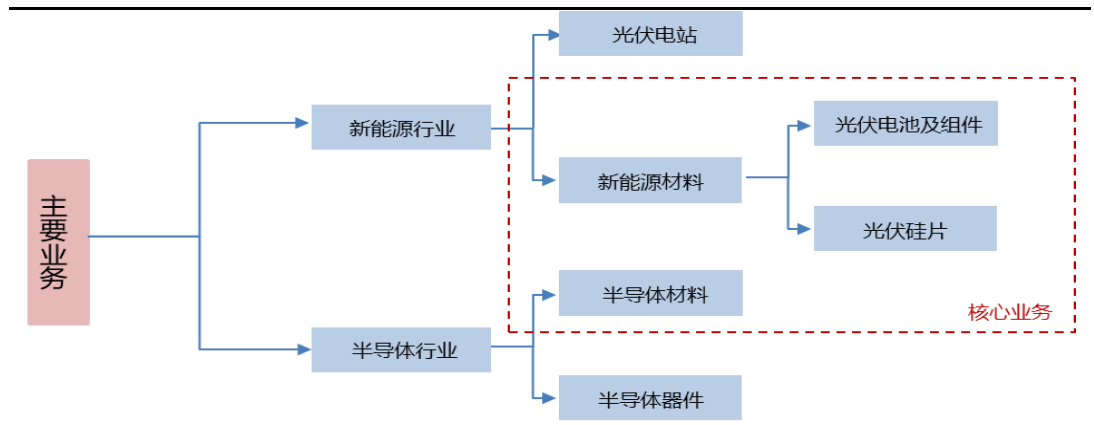 光伏电站
新能源行业
光伏电池及组件
新能源材料
主要业务
光伏硅片
半导体材料
核心业务
半导体行业
半导体器件